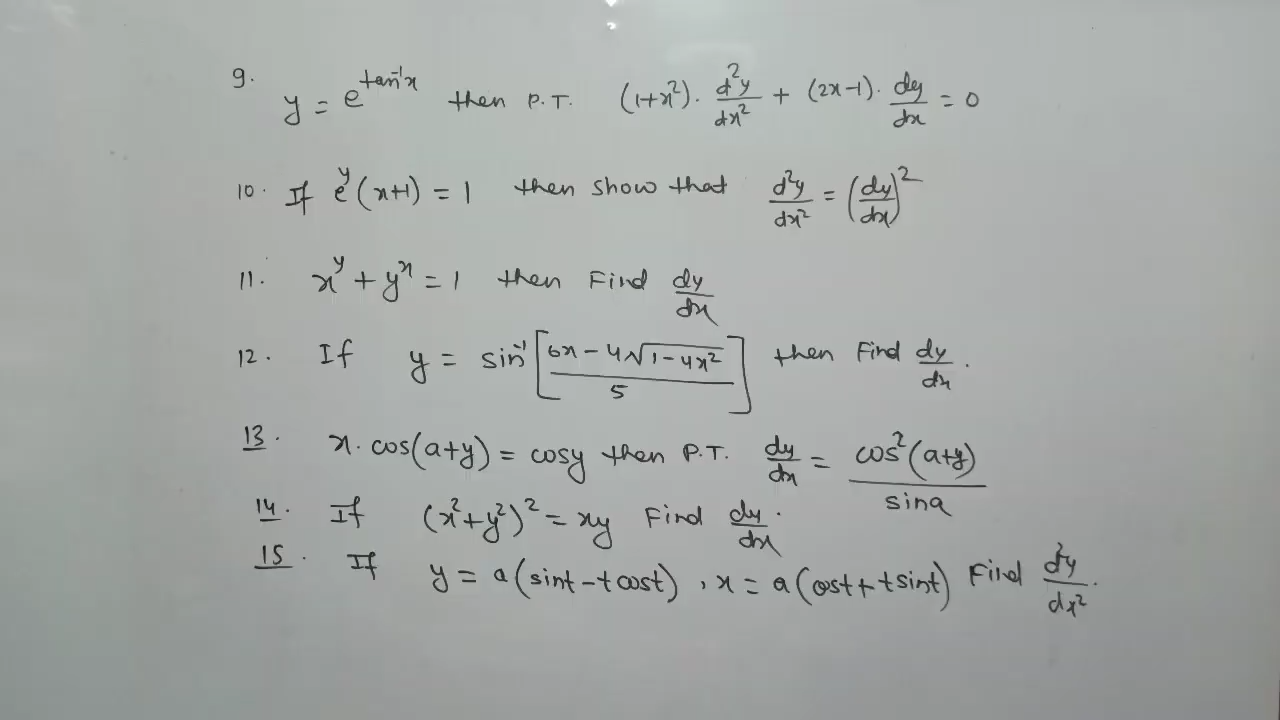 9. y = e^{tan⁻¹x} then P.T. (1+x²). d²y/dx² + (2x-1). dy/dx = 0
10. If e^y (x+1) = 1 then show that d²y/dx² = (dy/dx)²
11. x^y + y^x = 1 then Find dy/dx
12. If y = sin⁻¹[(6x - 4√(1-4x²))/5] then Find dy/dx.
13. x. cos(a+y) = cosy then P.T. dy/dx = cos²(a+y)/sina
14. If (x²+y²)² = xy Find dy/dx.
15. If y = a(sint - t cost), x = a(cost + t sint) Find d²y/dx².